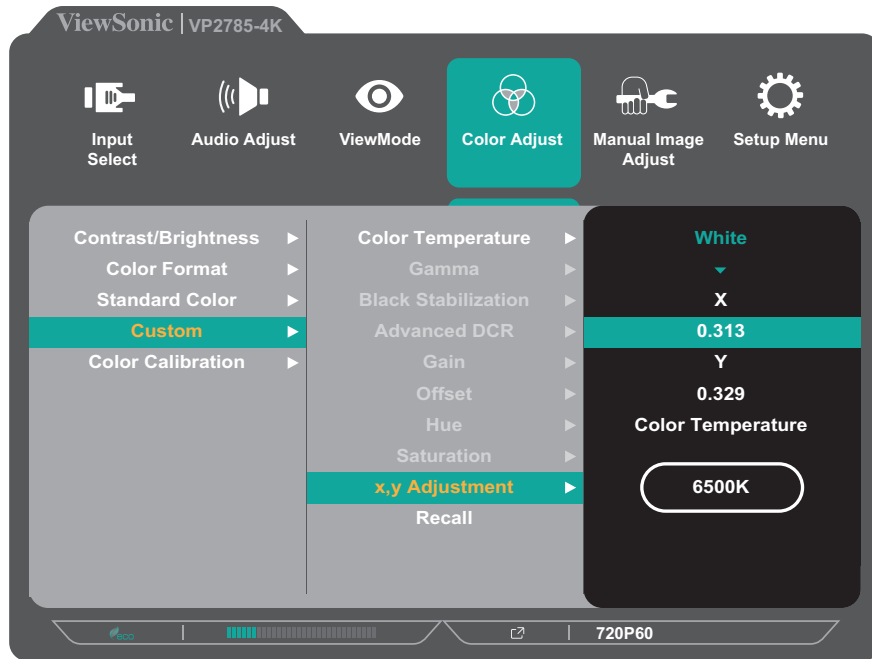 ViewSonic | VP2785-4K
Input Select
Audio Adjust
ViewMode
Color Adjust
Manual Image Adjust
Setup Menu
Contrast/Brightness
Color Format
Standard Color
Custom
Color Calibration
Color Temperature
Gamma
Black Stabilization
Advanced DCR
Gain
Offset
Hue
Saturation
x,y Adjustment
Recall
White
X
0.313
Y
0.329
Color Temperature
6500K
eco
720P60